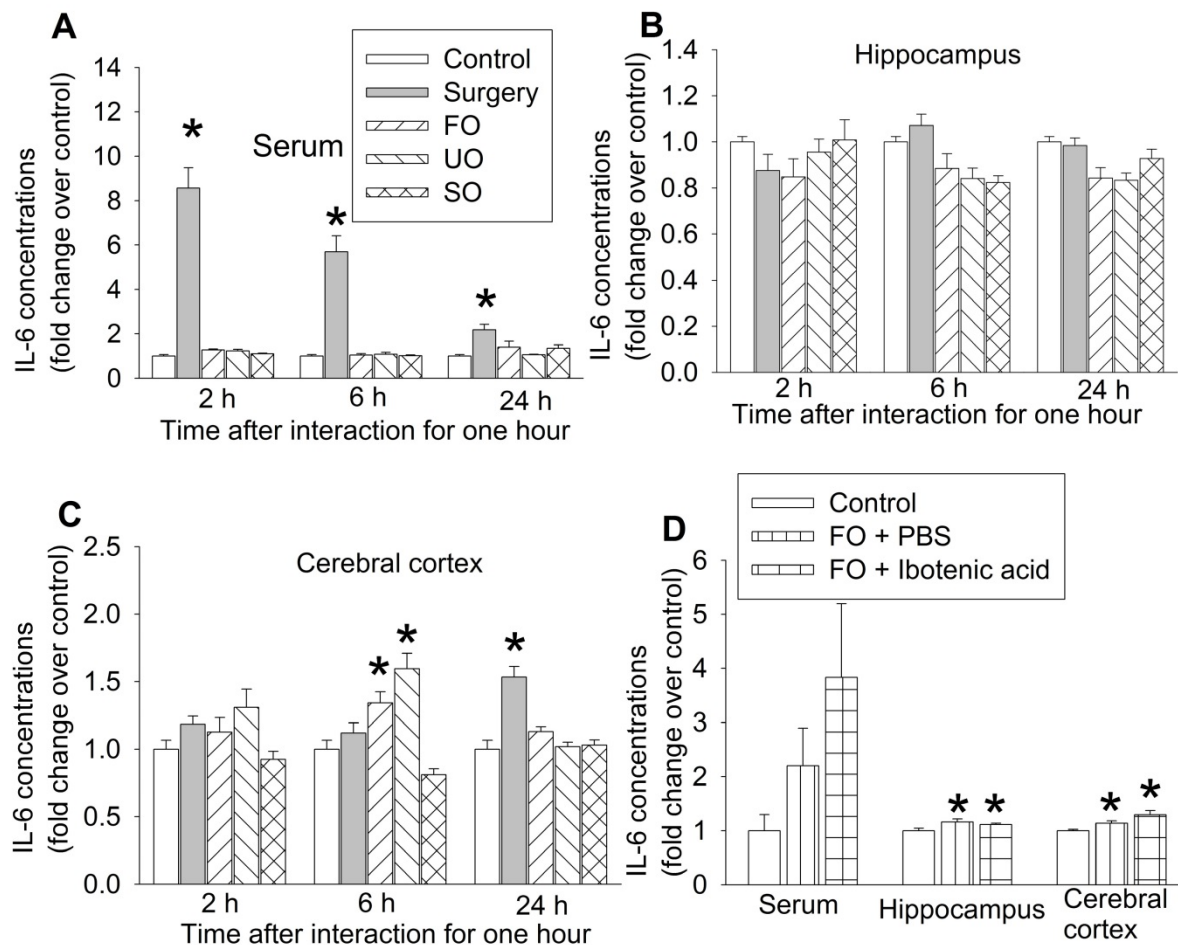 A
IL-6 concentrations
(fold change over control)
14
12
10
8
6
4
2
0
Control
Surgery
FO
UO
SO
Serum
*
*
*
2 h
6 h
24 h
Time after interaction for one hour
B
IL-6 concentrations
(fold change over control)
1.4
1.2
1.0
0.8
0.6
0.4
0.2
0.0
Hippocampus
2 h
6 h
24 h
Time after interaction for one hour
C
IL-6 concentrations
(fold change over control)
2.5
2.0
1.5
1.0
0.5
0.0
Cerebral cortex
*
*
*
2 h
6 h
24 h
Time after interaction for one hour
D
Control
FO + PBS
FO + Ibotenic acid
IL-6 concentrations
(fold change over control)
6
5
4
3
2
1
0
*
*
*
*
Serum
Hippocampus
Cerebral
cortex